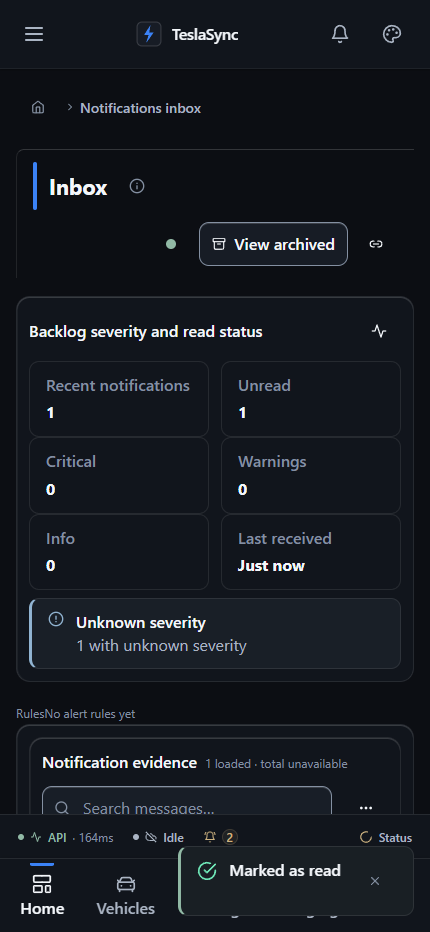 TeslaSync
Notifications inbox
Inbox
View archived
Backlog severity and read status
Recent notifications
1
Unread
1
Critical
0
Warnings
0
Info
0
Last received
Just now
Unknown severity
1 with unknown severity
RulesNo alert rules yet
Notification evidence 1 loaded · total unavailable
Search messages...
API · 164ms
Idle
2
Status
Marked as read
Home
Vehicles